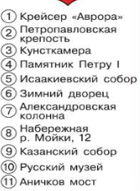 1 Крейсер «Аврора»
2 Петропавловская
крепость
3 Кунсткамера
4 Памятник Петру I
5 Исаакиевский собор
6 Зимний дворец
7 Александровская
колонна
8 Набережная
р. Мойки, 12
9 Казанский собор
10 Русский музей
11 Аничков мост